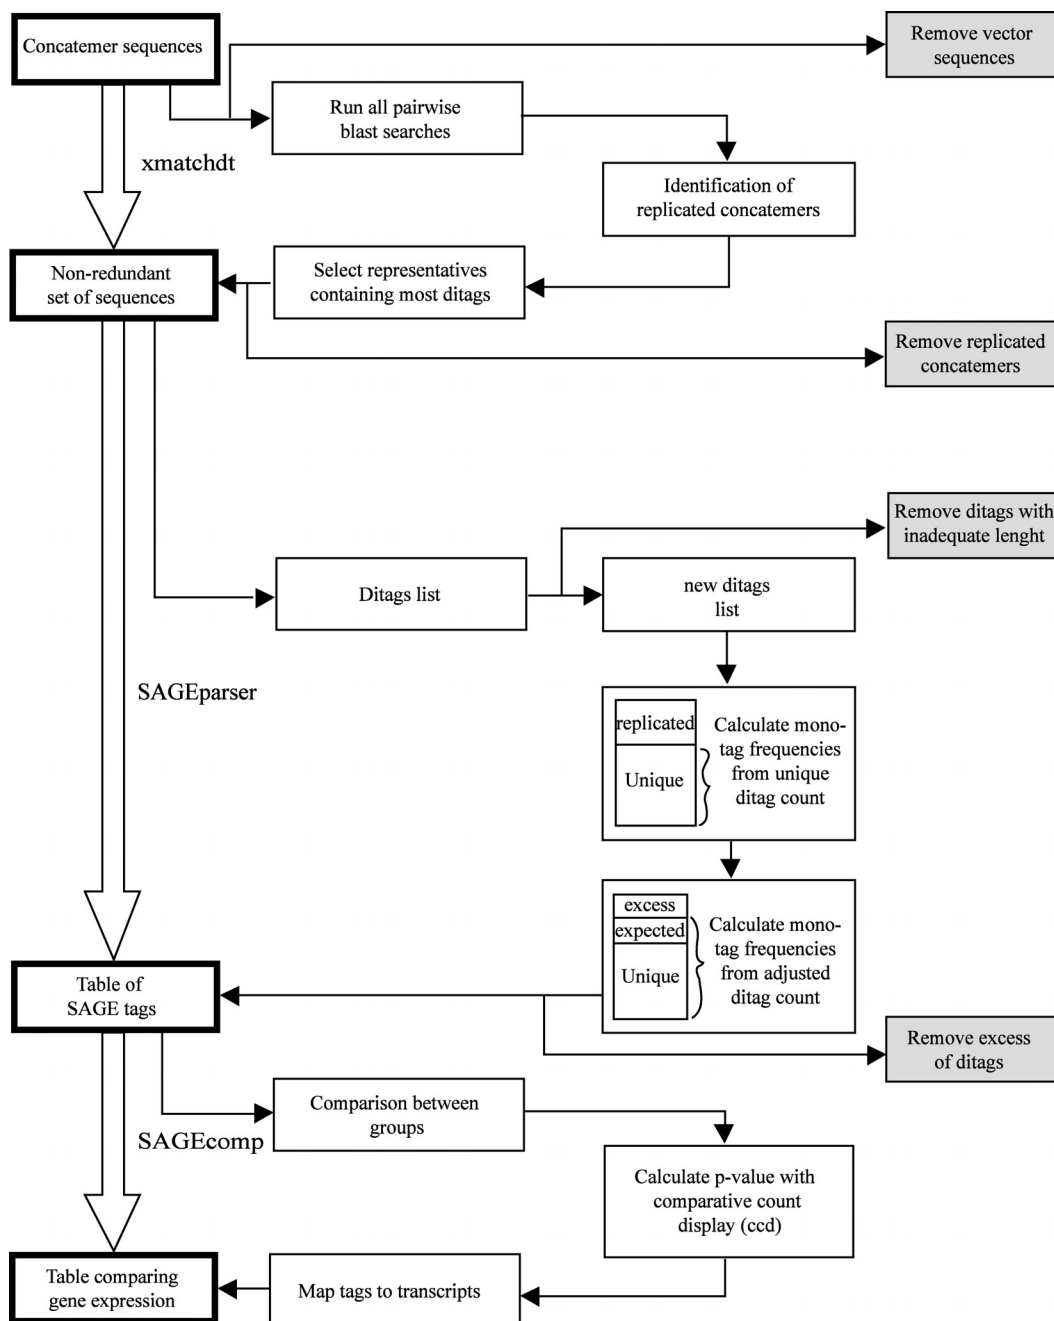 Concatemer sequences
Remove vector
sequences
Run all pairwise
blast searches
xmatchdt
Identification of
replicated concatemers
Non-redundant
set of sequences
Select representatives
containing most ditags
Remove replicated
concatemers
Remove ditags with
inadequate lenght
Ditags list
new ditags
list
SAGEparser
replicated
Unique
Calculate mono-
tag frequencies
from unique
ditag count
excess
expected
Unique
Calculate mono-
tag frequencies
from adjusted
ditag count
Table of
SAGE tags
Remove excess
of ditags
Comparison between
groups
SAGEcomp
Calculate p-value with
comparative count
display (ccd)
Table comparing
gene expression
Map tags to transcripts